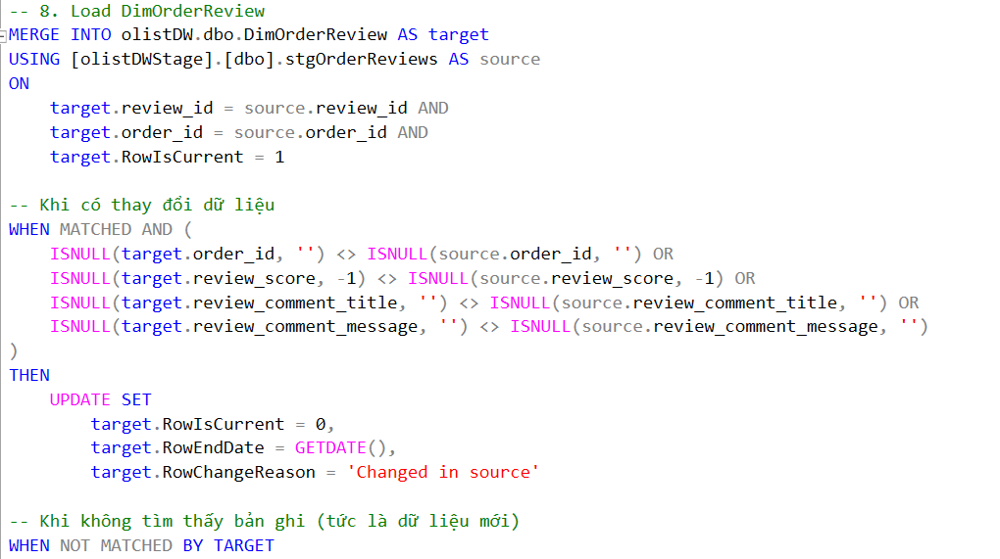 -- 8. Load DimOrderReview
MERGE INTO olistDW.dbo.DimOrderReview AS target
USING [olistDWStage].[dbo].stgOrderReviews AS source
ON
    target.review_id = source.review_id AND
    target.order_id = source.order_id AND
    target.RowIsCurrent = 1

-- Khi có thay đổi dữ liệu
WHEN MATCHED AND (
    ISNULL(target.order_id, '') <> ISNULL(source.order_id, '') OR
    ISNULL(target.review_score, -1) <> ISNULL(source.review_score, -1) OR
    ISNULL(target.review_comment_title, '') <> ISNULL(source.review_comment_title, '') OR
    ISNULL(target.review_comment_message, '') <> ISNULL(source.review_comment_message, '')
)
THEN
    UPDATE SET
        target.RowIsCurrent = 0,
        target.RowEndDate = GETDATE(),
        target.RowChangeReason = 'Changed in source'

-- Khi không tìm thấy bản ghi (tức là dữ liệu mới)
WHEN NOT MATCHED BY TARGET